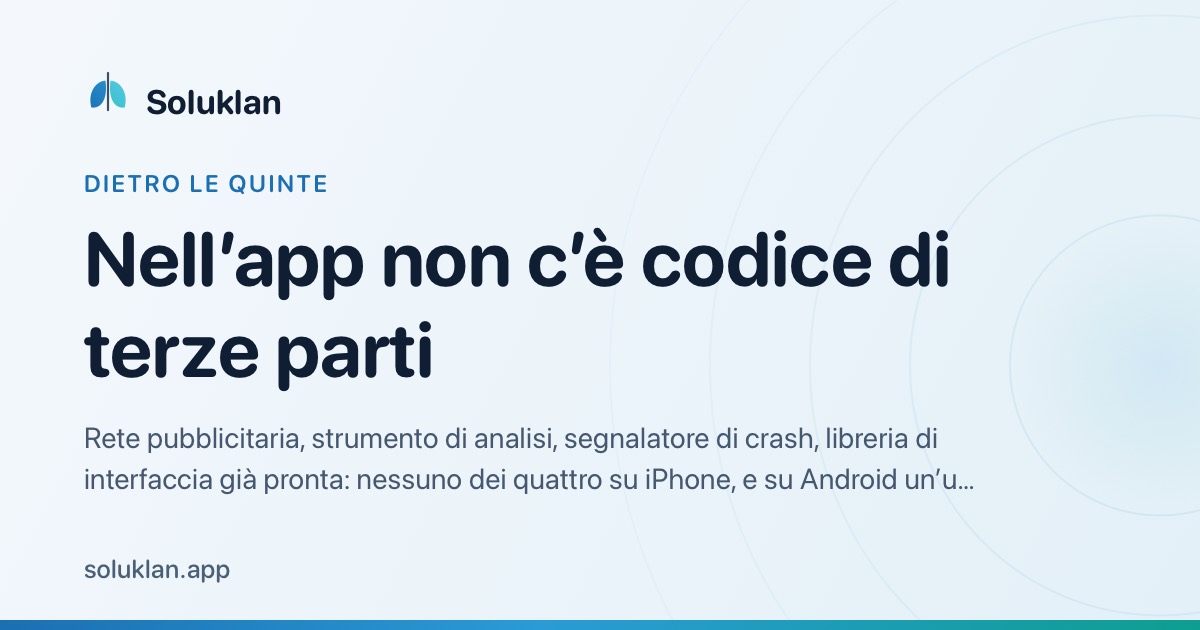 Soluklan
DIETRO LE QUINTE
Nell’app non c’è codice di
terze parti
Rete pubblicitaria, strumento di analisi, segnalatore di crash, libreria di
interfaccia già pronta: nessuno dei quattro su iPhone, e su Android un’u…
soluklan.app